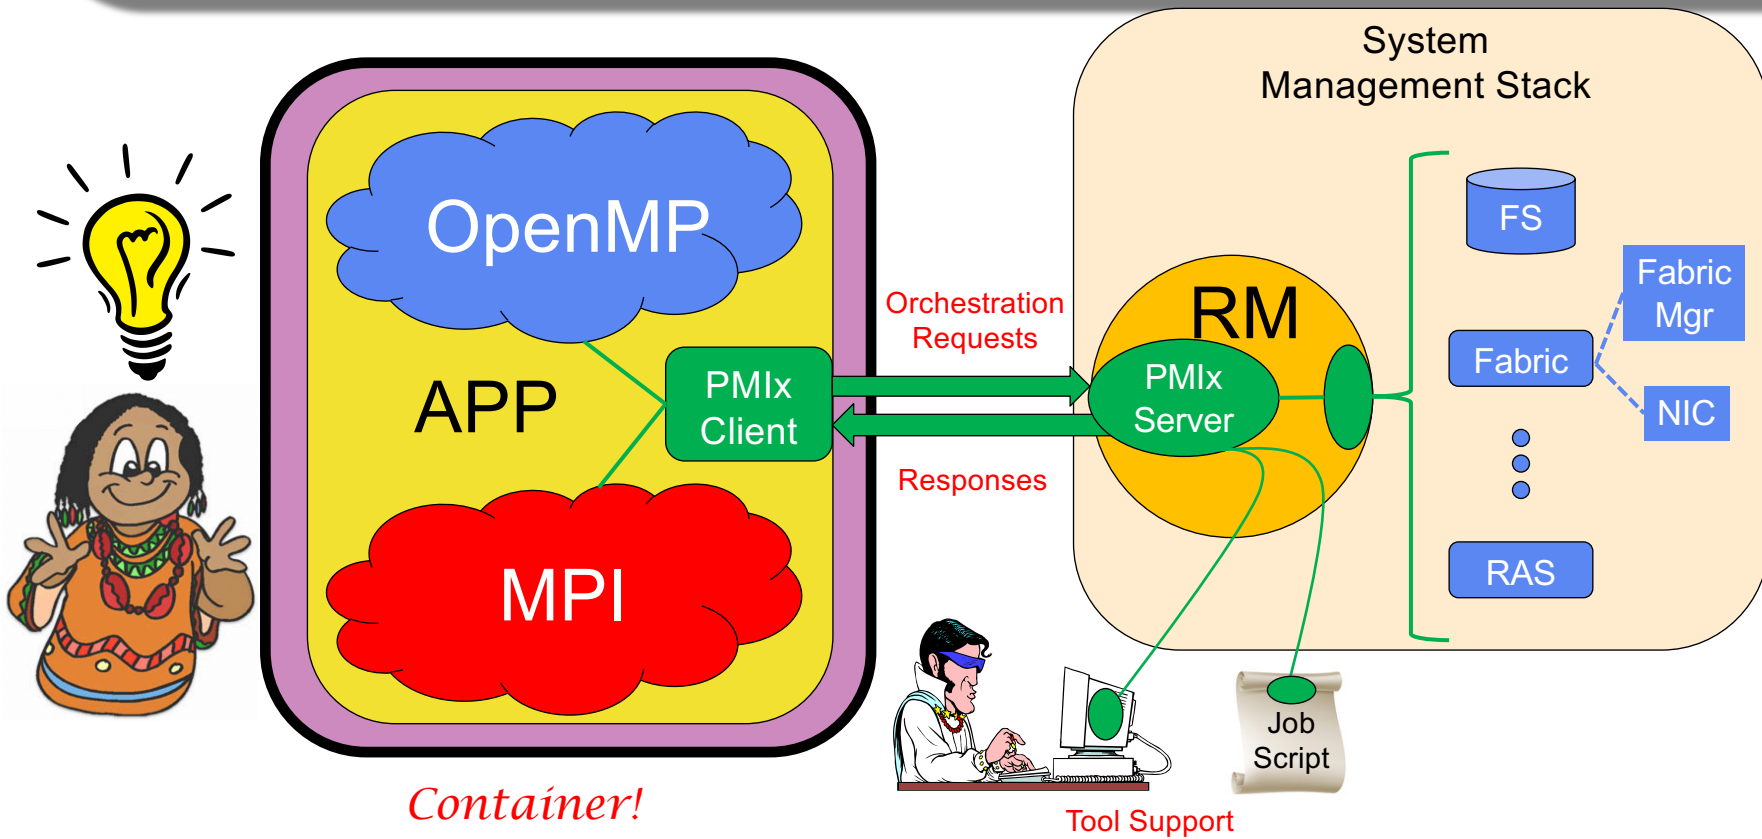 System
Management Stack
OpenMP
APP
PMIx
Client
MPI
Container!
Orchestration
Requests
Responses
RM
PMIx
Server
FS
Fabric
Mgr
Fabric
NIC
RAS
Job
Script
Tool Support